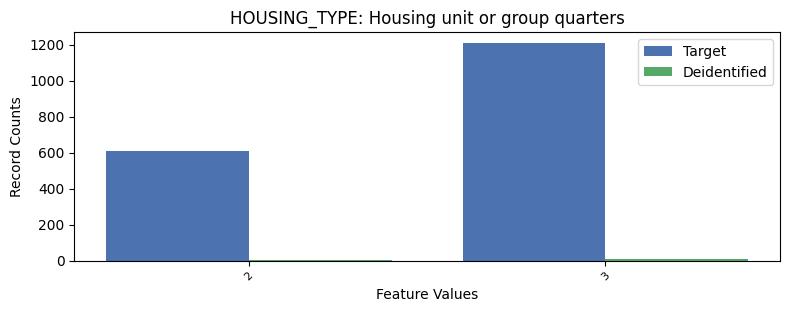 HOUSING_TYPE: Housing unit or group quarters
Record Counts
1200
1000
800
600
400
200
0
Target
Deidentified
2
3
Feature Values